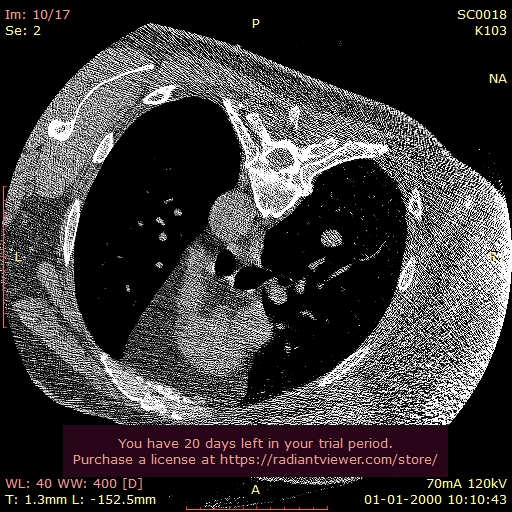 Im: 10/17
Se: 2
P
SC0018
K103
NA
L
R
You have 20 days left in your trial period.
Purchase a license at https://radiantviewer.com/store/
WL: 40 WW: 400 [D]
T: 1.3mm L: -152.5mm
A
70mA 120kV
01-01-2000 10:10:43